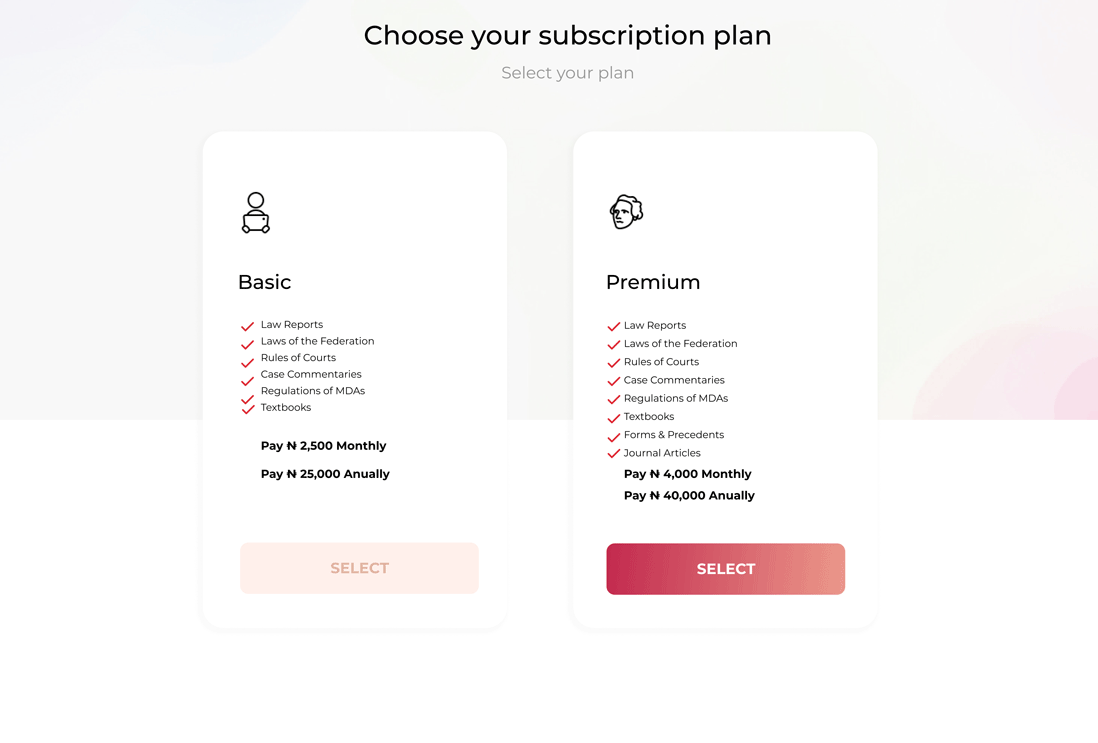 Choose your subscription plan
Select your plan
Basic
Law Reports
Laws of the Federation
Rules of Courts
Case Commentaries
Regulations of MDAs
Textbooks
Pay ₦ 2,500 Monthly
Pay ₦ 25,000 Anually
SELECT
Premium
Law Reports
Laws of the Federation
Rules of Courts
Case Commentaries
Regulations of MDAs
Textbooks
Forms & Precedents
Journal Articles
Pay ₦ 4,000 Monthly
Pay ₦ 40,000 Anually
SELECT